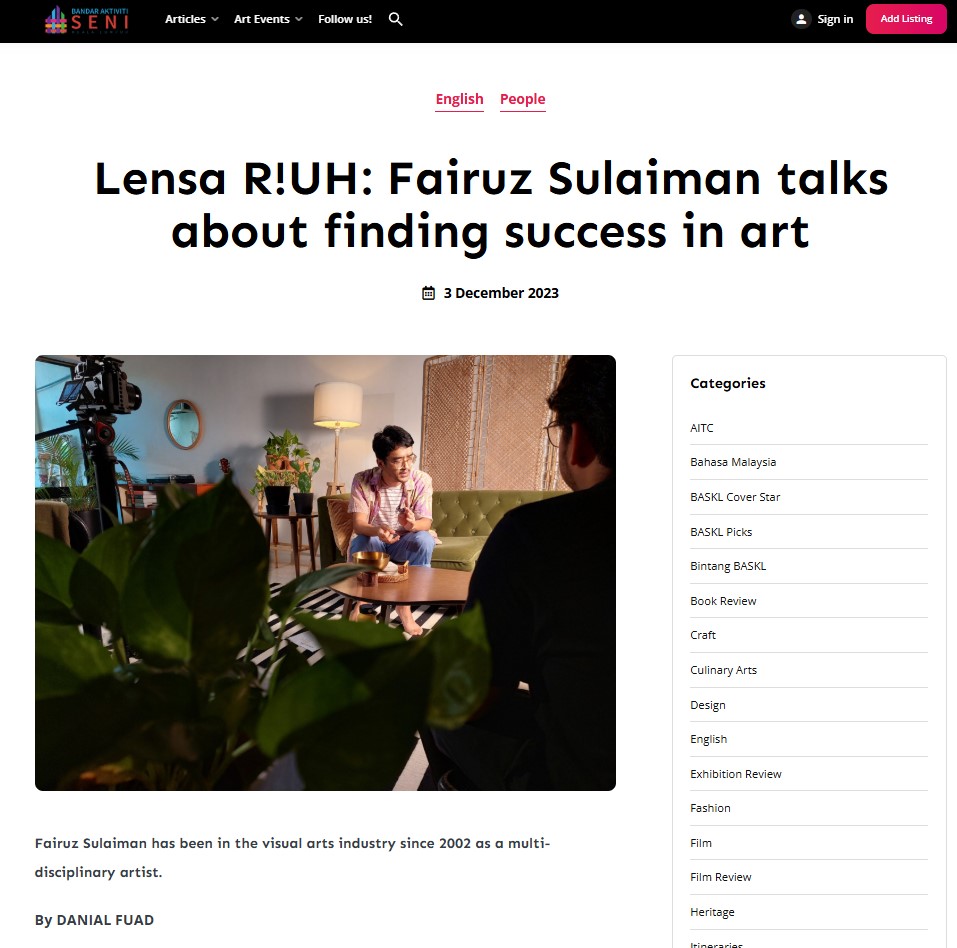 BANDAR AKTIVITI
SENI
Articles
Art Events
Follow us!
Sign in
Add Listing
English
People
Lensa R!UH: Fairuz Sulaiman talks
about finding success in art
3 December 2023
Categories
AITC
Bahasa Malaysia
BASKL Cover Star
BASKL Picks
Bintang BASKL
Book Review
Craft
Culinary Arts
Design
English
Exhibition Review
Fashion
Film
Film Review
Heritage
Itineraries
Fairuz Sulaiman has been in the visual arts industry since 2002 as a multi-
disciplinary artist.
By DANIAL FUAD